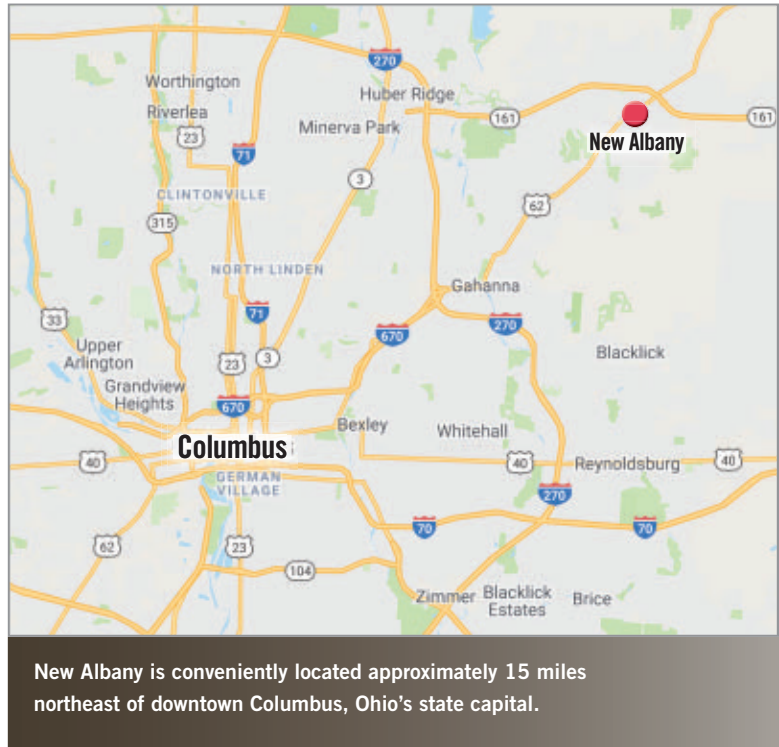 270
Worthington
Huber Ridge
Riverlea
161
161
23
Minerva Park
New Albany
71
3
CLINTONVILLE
62
315
NORTH LINDEN
Gahanna
71
33
670
270
Upper
Arlington
23
3
Blacklick
Grandview
Heights
670
Bexley
Whitehall
Columbus
40
40
Reynoldsburg
40
GERMAN
VILLAGE
270
70
70
62
23
104
Zimmer
Blacklick
Estates
Brice
New Albany is conveniently located approximately 15 miles
northeast of downtown Columbus, Ohio’s state capital.